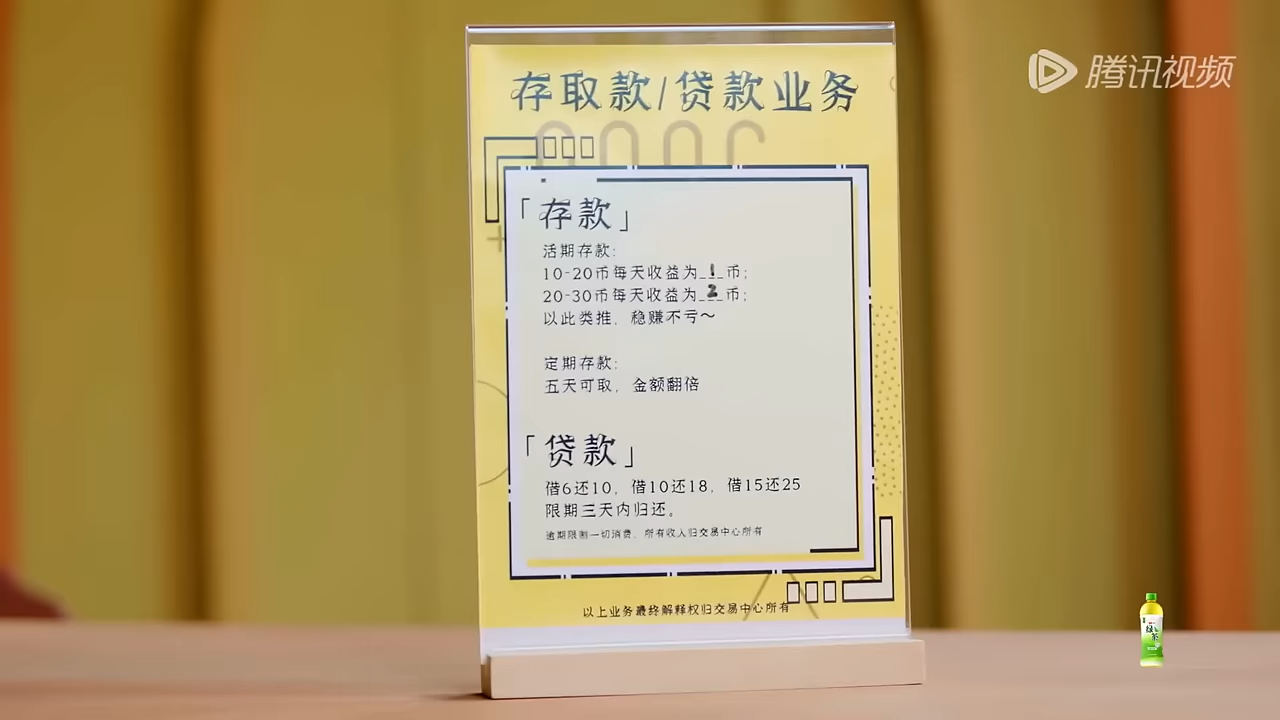 腾讯视频
存取款/贷款业务
「存款」
活期存款:
10-20币每天收益为_1_币;
20-30币每天收益为_2_币;
以此类推，稳赚不亏～
定期存款:
五天可取，金额翻倍
「贷款」
借6还10，借10还18，借15还25
限期三天内归还。
逾期限制一切消费，所有收入归交易中心所有
以上业务最终解释权归交易中心所有
绿茶